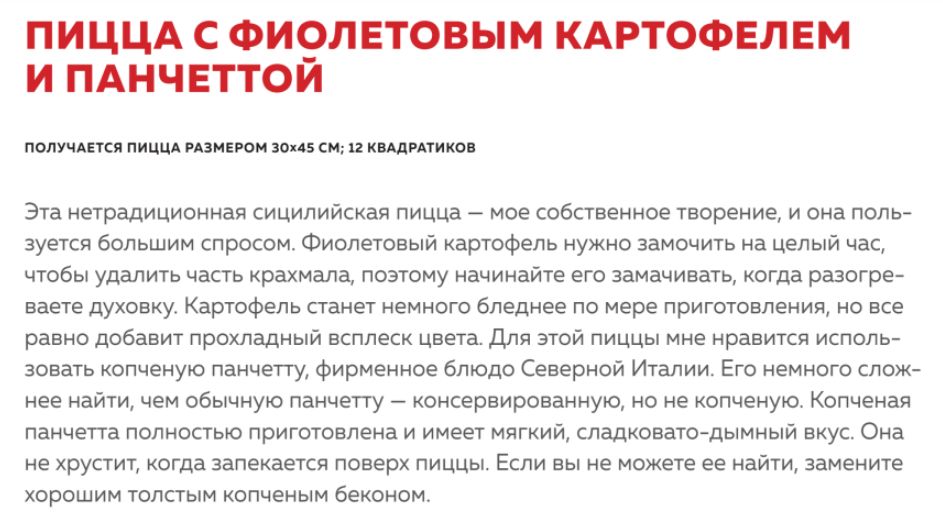 ПИЦЦА С ФИОЛЕТОВЫМ КАРТОФЕЛЕМ
И ПАНЧЕТТОЙ
ПОЛУЧАЕТСЯ ПИЦЦА РАЗМЕРОМ 30×45 СМ; 12 КВАДРАТИКОВ
Эта нетрадиционная сицилийская пицца — мое собственное творение, и она поль-
зуется большим спросом. Фиолетовый картофель нужно замочить на целый час,
чтобы удалить часть крахмала, поэтому начинайте его замачивать, когда разогре-
ваете духовку. Картофель станет немного бледнее по мере приготовления, но все
равно добавит прохладный всплеск цвета. Для этой пиццы мне нравится исполь-
зовать копченую панчетту, фирменное блюдо Северной Италии. Его немного слож-
нее найти, чем обычную панчетту — консервированную, но не копченую. Копченая
панчетта полностью приготовлена и имеет мягкий, сладковато-дымный вкус. Она
не хрустит, когда запекается поверх пиццы. Если вы не можете ее найти, замените
хорошим толстым копченым беконом.